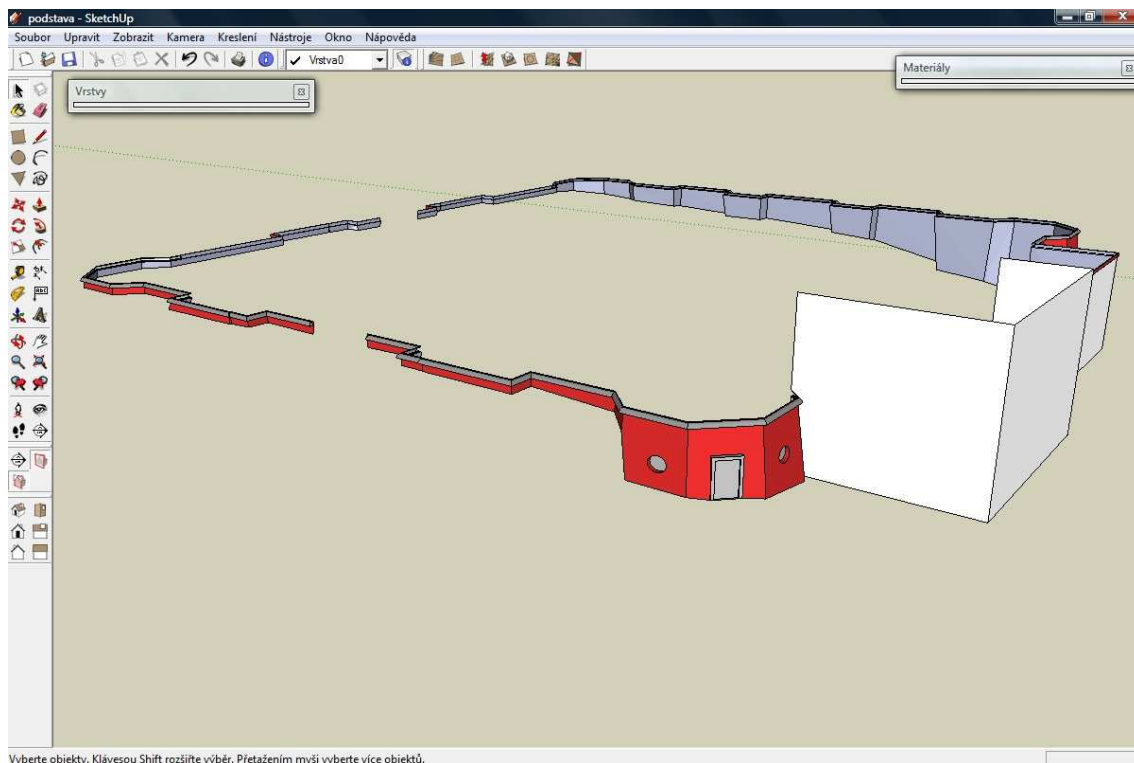 podstava - SketchUp
Soubor Upravit Zobrazit Kamera Kreslení Nástroje Okno Nápověda
Vrstva0
Materiály
Vrstvy
Vyberte objekty. Klávesou Shift rozšiřte výběr. Přetažením myši vyberte více objektů.